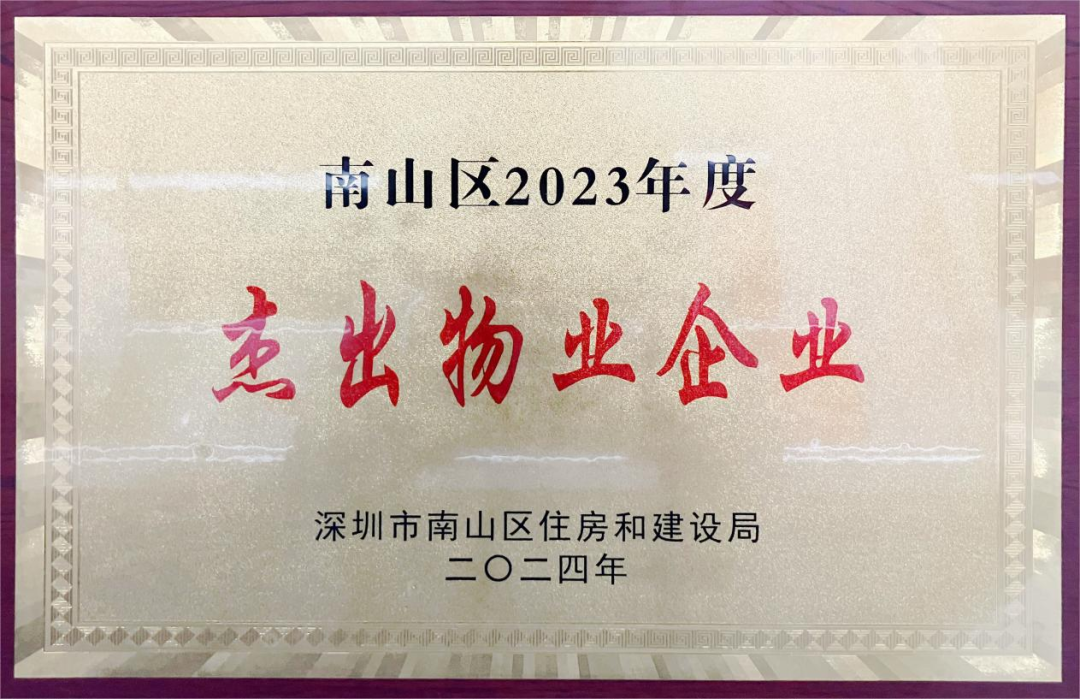 南山区2023年度
杰出物业企业
深圳市南山区住房和建设局
二〇二四年